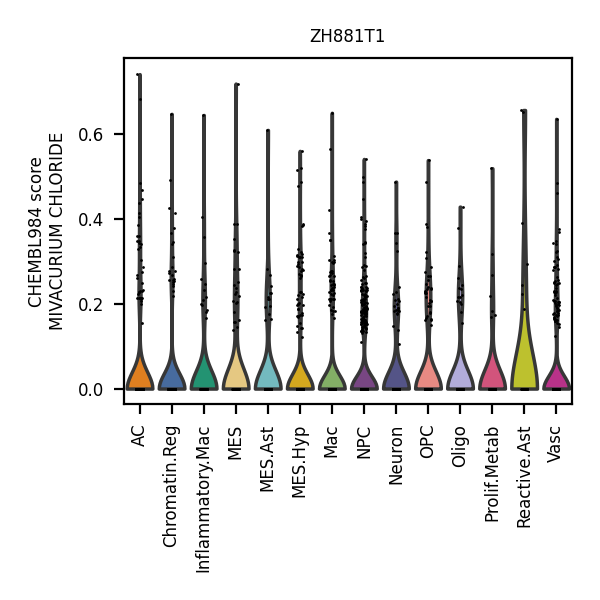 ZH881T1
CHEMBL984 score
MIVACURIUM CHLORIDE
0.6
0.4
0.2
0.0
AC
Chromatin.Reg
Inflammatory.Mac
MES
MES.Ast
MES.Hyp
Mac
NPC
Neuron
OPC
Oligo
Prolif.Metab
Reactive.Ast
Vasc